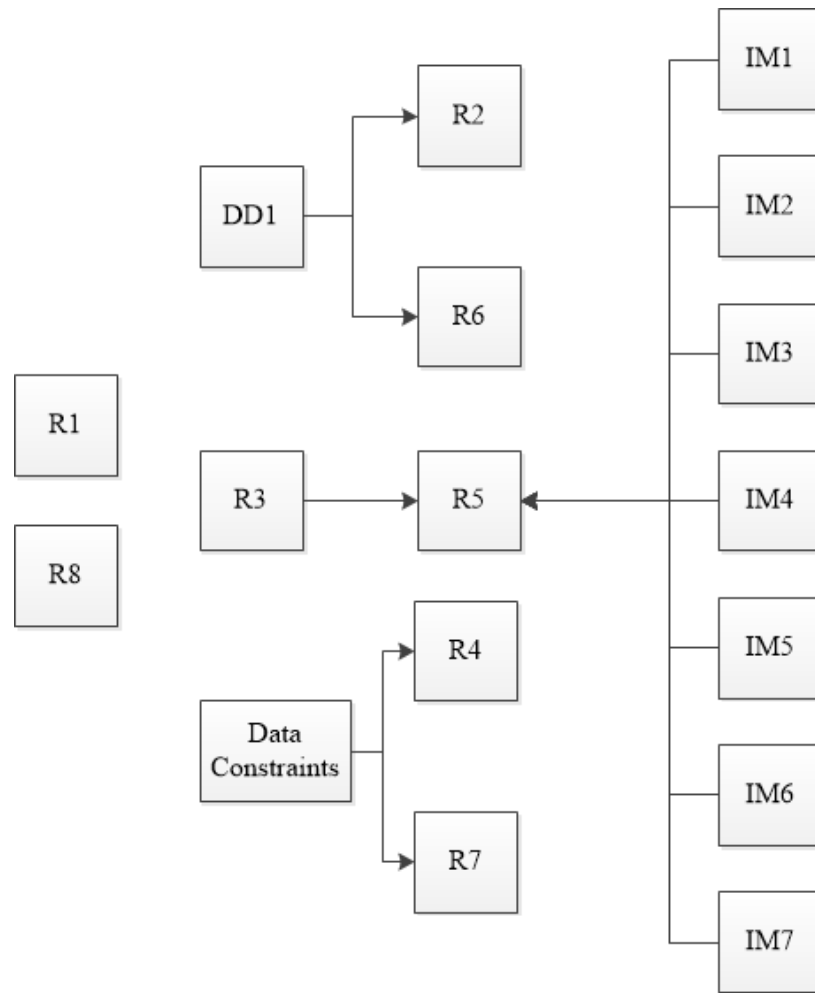 IM1
R2
IM2
DD1
R6
IM3
R1
R3
R5
IM4
R8
R4
IM5
Data
Constraints
IM6
R7
IM7